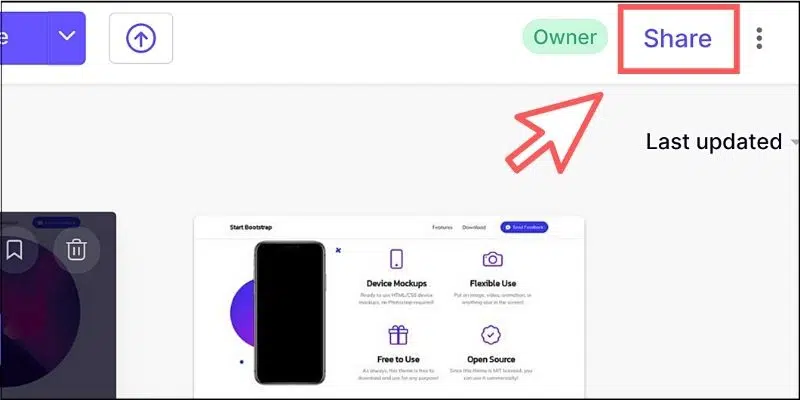 e
Owner
Share
Last updated
Start Bootstrap
Features
Download
Send Feedback
Device Mockups
Ready to use HTML/CSS device
mockups, no Photoshop required!
Flexible Use
Put an image, video, animation, or
anything else in the screen!
Free to Use
As always, this theme is free to
download and use for any purpose!
Open Source
Since this theme is MIT licensed, you
can use it commercially!